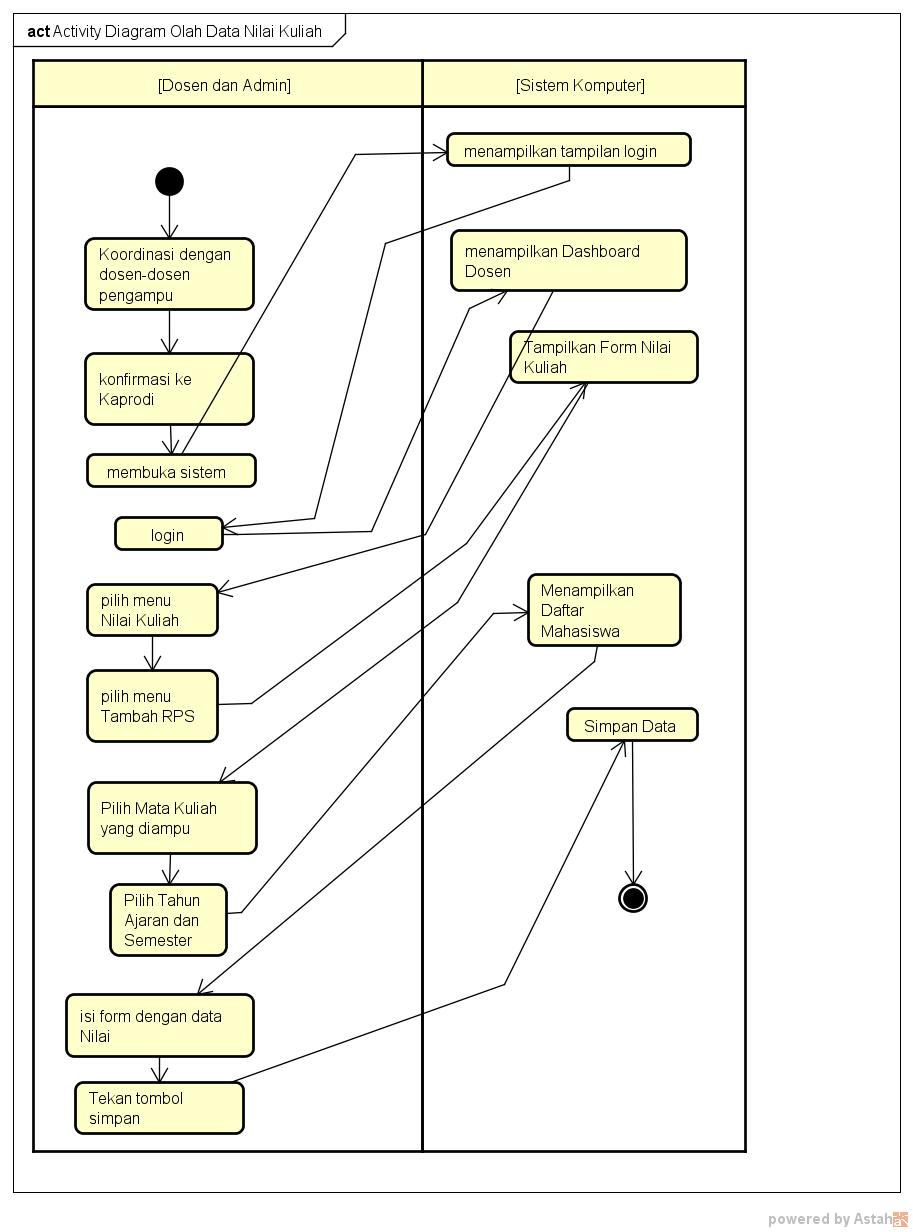 act Activity Diagram Olah Data Nilai Kuliah
[Dosen dan Admin]
[Sistem Komputer]
menampilkan tampilan login
Koordinasi dengan
dosen-dosen
pengampu
menampilkan Dashboard
Dosen
Tampilkan Form Nilai
Kuliah
konfirmasi ke
Kaprodi
membuka sistem
login
pilih menu
Nilai Kuliah
Menampilkan
Daftar
Mahasiswa
pilih menu
Tambah RPS
Simpan Data
Pilih Mata Kuliah
yang diampu
Pilih Tahun
Ajaran dan
Semester
isi form dengan data
Nilai
Tekan tombol
simpan
powered by Astah